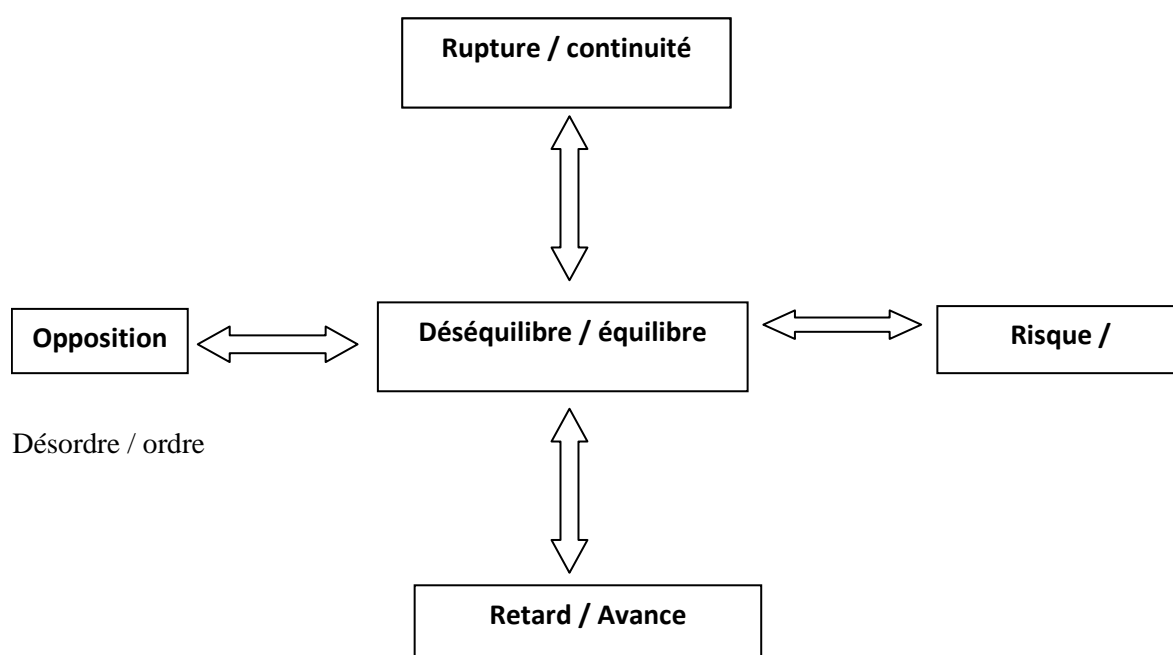 Rupture / continuité
Opposition
Déséquilibre / équilibre
Risque /
Désordre / ordre
Retard / Avance